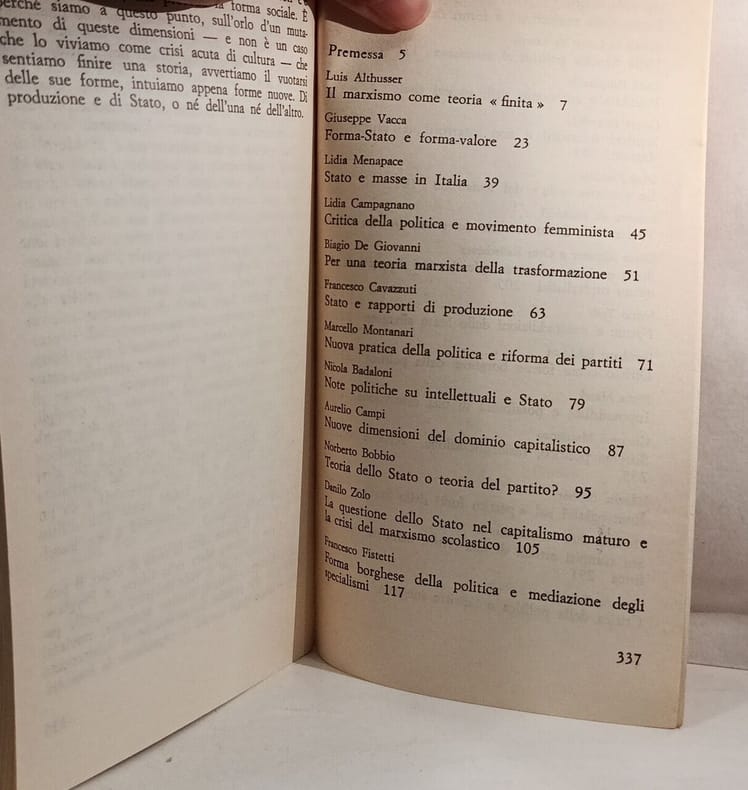 perché siamo a questo punto, sull'orlo d'un muta-
mento di queste dimensioni — e non è un caso
che lo viviamo come crisi acuta di cultura — che
sentiamo finire una storia, avvertiamo il vuotarsi
delle sue forme, intuiamo appena forme nuove. Di
produzione e di Stato, o né dell'una né dell'altro.
forma sociale. È
Premessa 5
Luis Althusser
Il marxismo come teoria « finita » 7
Giuseppe Vacca
Forma-Stato e forma-valore 23
Lidia Menapace
Stato e masse in Italia 39
Lidia Campagnano
Critica della politica e movimento femminista 45
Biagio De Giovanni
Per una teoria marxista della trasformazione 51
Francesco Cavazzuti
Stato e rapporti di produzione 63
Marcello Montanari
Nuova pratica della politica e riforma dei partiti 71
Nicola Badaloni
Note politiche su intellettuali e Stato 79
Aurelio Campi
Nuove dimensioni del dominio capitalistico 87
Norberto Bobbio
Teoria dello Stato o teoria del partito? 95
Danilo Zolo
La questione dello Stato nel capitalismo maturo e
la crisi del marxismo scolastico 105
Francesco Fistetti
Forma borghese della politica e mediazione degli
specialismi 117
337